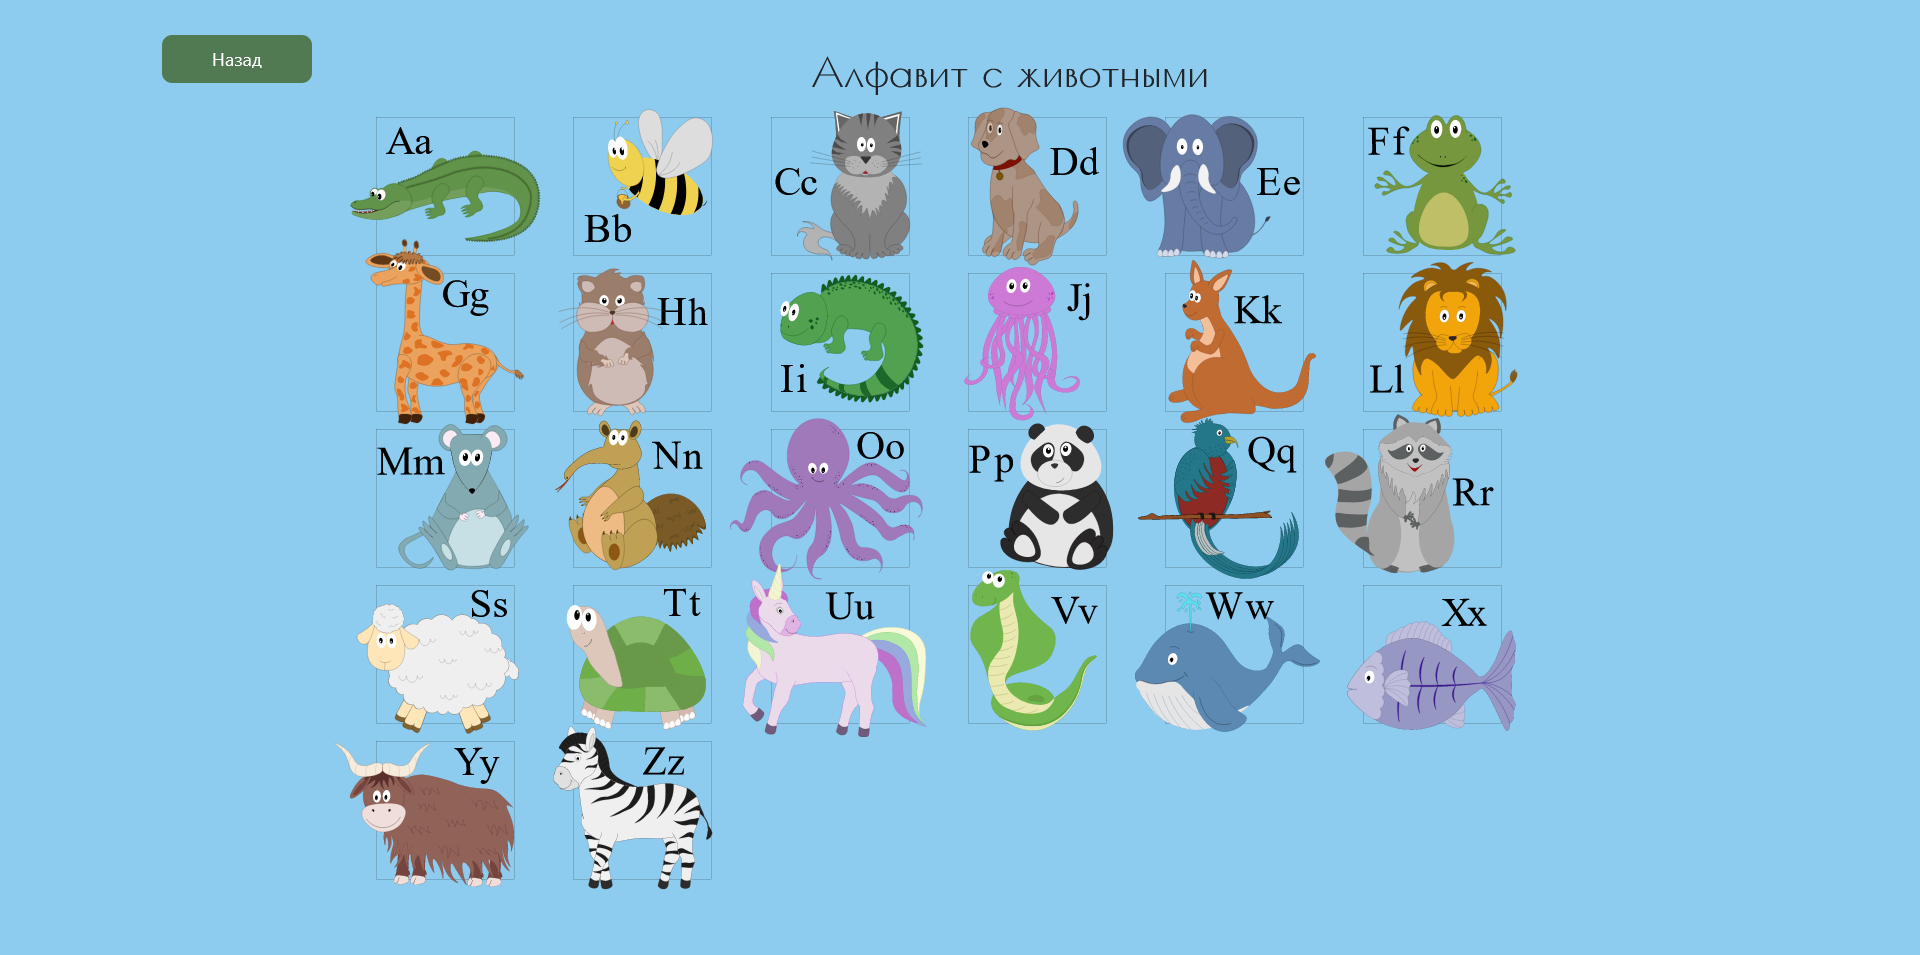 Назад
Алфавит с животными
Aa
Bb
Cc
Dd
Ee
Ff
Gg
Hh
Ii
Jj
Kk
Ll
Mm
Nn
Oo
Pp
Qq
Rr
Ss
Tt
Uu
Vv
Ww
Xx
Yy
Zz